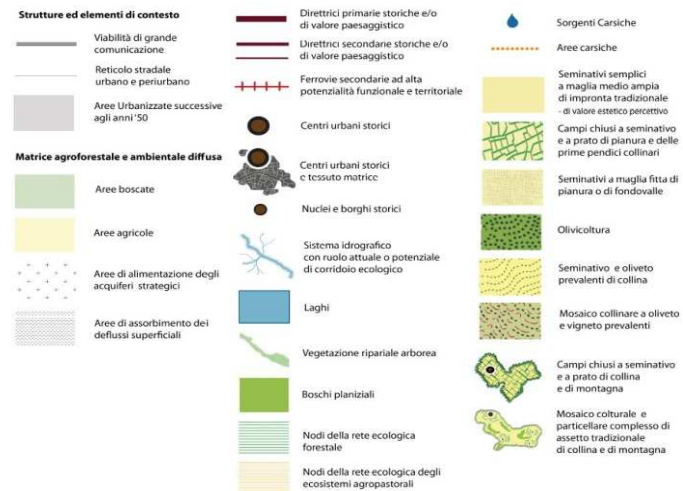 Strutture ed elementi di contesto
Viabilità di grande
comunicazione
Reticolo stradale
urbano e periurbano
Aree Urbanizzate successive
agli anni '50
Matrice agroforestale e ambientale diffusa
Aree boscate
Aree agricole
Aree di alimentazione degli
acquiferi strategici
Aree di assorbimento dei
deflussi superficiali
Direttrici primarie storiche e/o
di valore paesaggistico
Direttrici secondarie storiche e/o
di valore paesaggistico
Ferrovie secondarie ad alta
potenzialità funzionale e territoriale
Centri urbani storici
Centri urbani storici
e tessuto matrice
Nuclei e borghi storici
Sistema idrografico
con ruolo attuale o potenziale
di corridoio ecologico
Laghi
Vegetazione ripariale arborea
Boschi planiziali
Nodi della rete ecologica
forestale
Nodi della rete ecologica degli
ecosistemi agropastorali
Sorgenti Carsiche
Aree carsiche
Seminativi semplici
a maglia medio ampia
di impronta tradizionale
- di valore estetico percettivo
Campi chiusi a seminativo
e a prato di pianura e delle
prime pendici collinari
Seminativi a maglia fitta di
pianura o di fondovalle
Olivicoltura
Seminativo e oliveto
prevalenti di collina
Mosaico collinare a oliveto
e vigneto prevalenti
Campi chiusi a seminativo
e a prato di collina
e di montagna
Mosaico colturale e
particellare complesso di
assetto tradizionale
di collina e di montagna